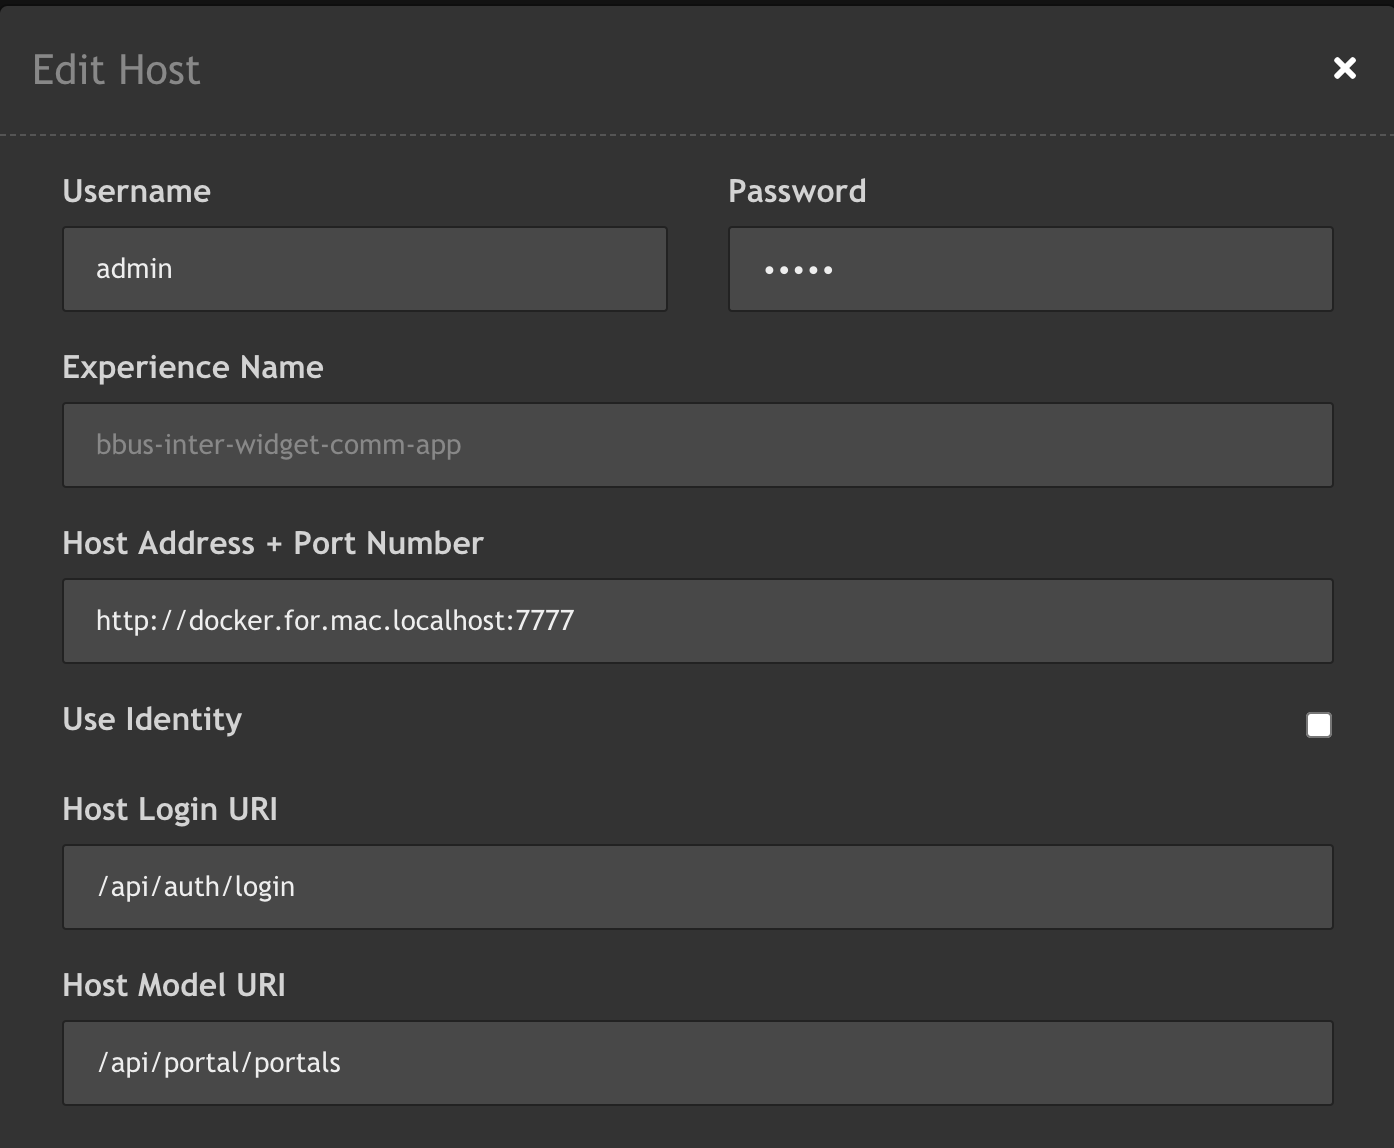 Edit Host
Username
Password
admin
•••••
Experience Name
bbus-inter-widget-comm-app
Host Address + Port Number
http://docker.for.mac.localhost:7777
Use Identity
Host Login URI
/api/auth/login
Host Model URI
/api/portal/portals